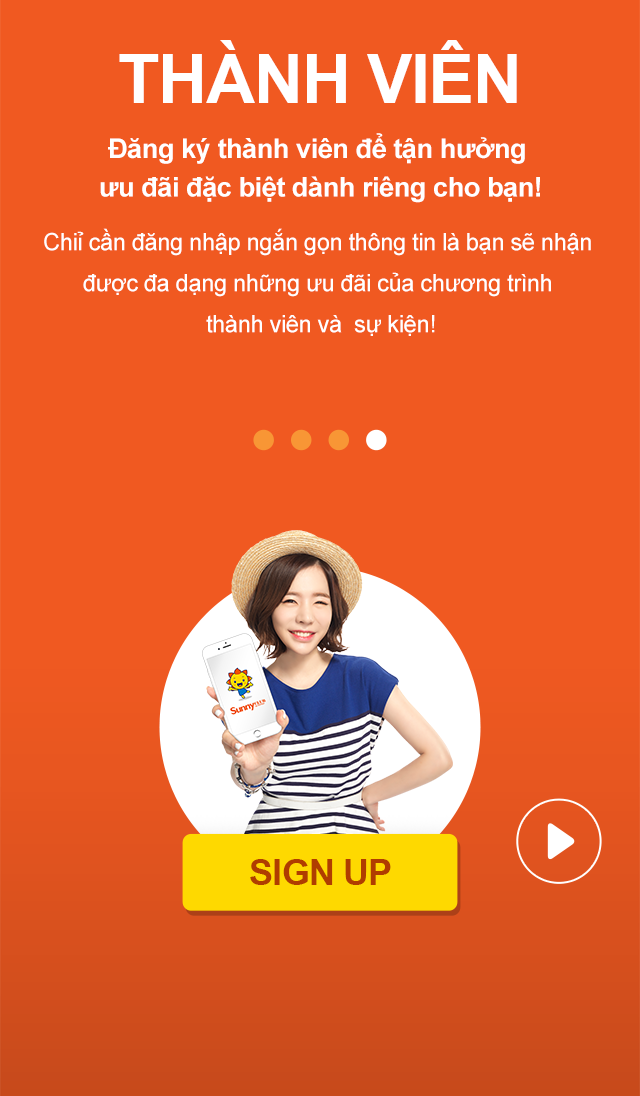 THÀNH VIÊN
Đăng ký thành viên để tận hưởng
ưu đãi đặc biệt dành riêng cho bạn!
Chỉ cần đăng nhập ngắn gọn thông tin là bạn sẽ nhận
được đa dạng những ưu đãi của chương trình
thành viên và  sự kiện!
Sunny
SIGN UP